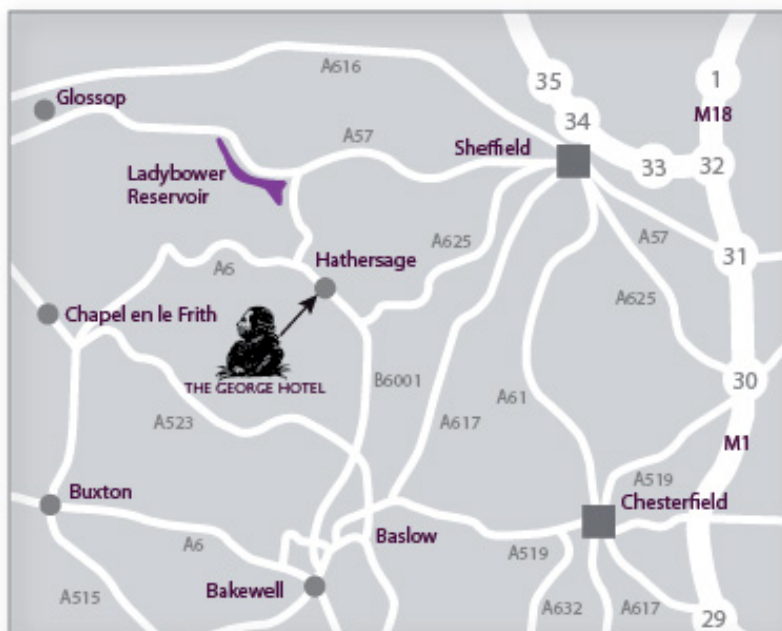 A616
35
1
Glossop
34
M18
A57
Sheffield
33
32
Ladybower
Reservoir
A625
A57
31
A6
Hathersage
A625
Chapel en le Frith
THE GEORGE HOTEL
B6001
30
A61
A523
A617
M1
A519
Buxton
Chesterfield
Baslow
A6
A519
Bakewell
A515
A632
A617
29